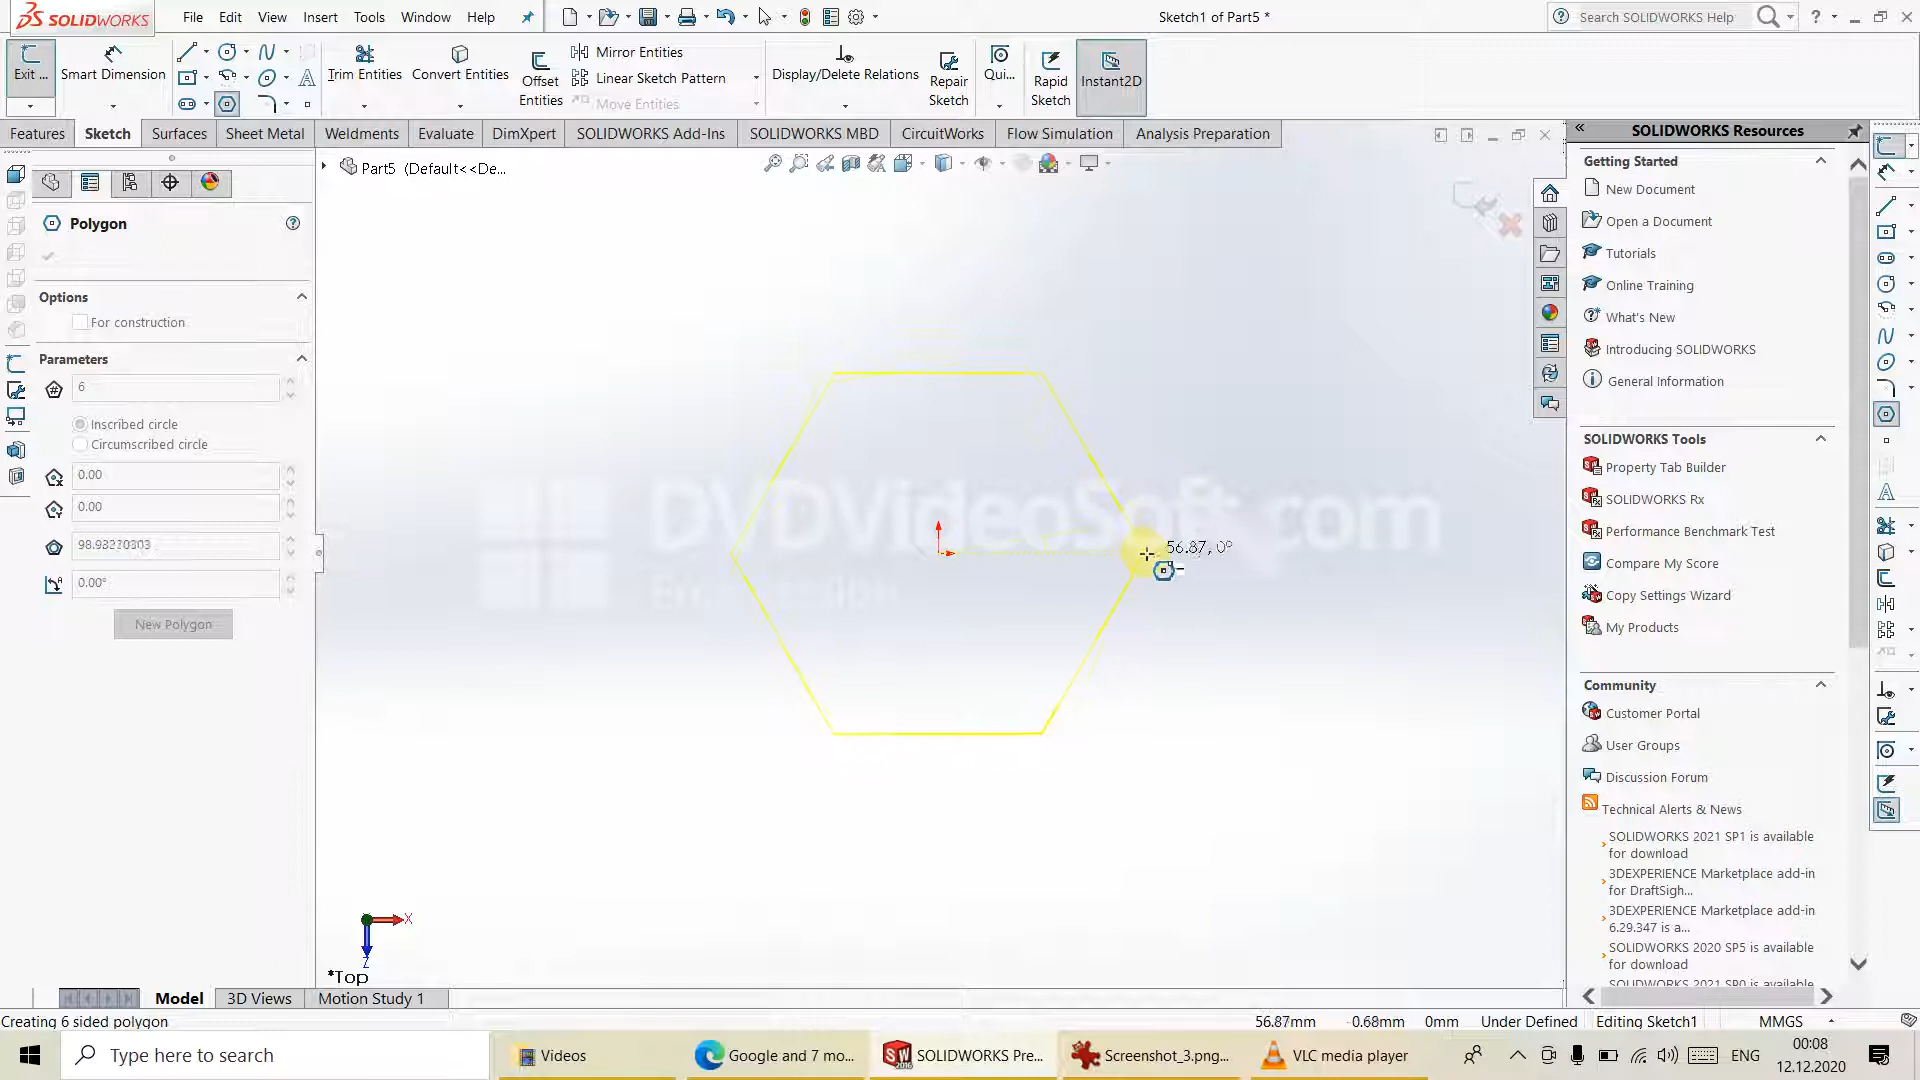 SOLIDWORKS File Edit View Insert Tools Window Help Sketch1 of Part5 * Search SOLIDWORKS Help
Exit ... Smart Dimension Trim Entities Convert Entities Offset Entities Mirror Entities Linear Sketch Pattern Move Entities Display/Delete Relations Repair Sketch Qui... Rapid Sketch Instant2D
Features Sketch Surfaces Sheet Metal Weldments Evaluate DimXpert SOLIDWORKS Add-Ins SOLIDWORKS MBD CircuitWorks Flow Simulation Analysis Preparation
Part5 (Default<<De...
Polygon
Options
For construction
Parameters
6
Inscribed circle
Circumscribed circle
0.00
0.00
0.00°
New Polygon
DVDVideoSoft.com
56.87, 0°
X
Z
*Top
SOLIDWORKS Resources
Getting Started
New Document
Open a Document
Tutorials
Online Training
What's New
Introducing SOLIDWORKS
General Information
SOLIDWORKS Tools
Property Tab Builder
SOLIDWORKS Rx
Performance Benchmark Test
Compare My Score
Copy Settings Wizard
My Products
Community
Customer Portal
User Groups
Discussion Forum
Technical Alerts & News
SOLIDWORKS 2021 SP1 is available
for download
3DEXPERIENCE Marketplace add-in
for DraftSigh...
3DEXPERIENCE Marketplace add-in
6.29.347 is a...
SOLIDWORKS 2020 SP5 is available
for download
SOLIDWORKS 2021 SP0 is available
Model 3D Views Motion Study 1
Creating 6 sided polygon 56.87mm -0.68mm 0mm Under Defined Editing Sketch1 MMGS
Type here to search Videos Google and 7 mo... SOLIDWORKS Pre... Screenshot_3.png... VLC media player ENG 00:08
12.12.2020